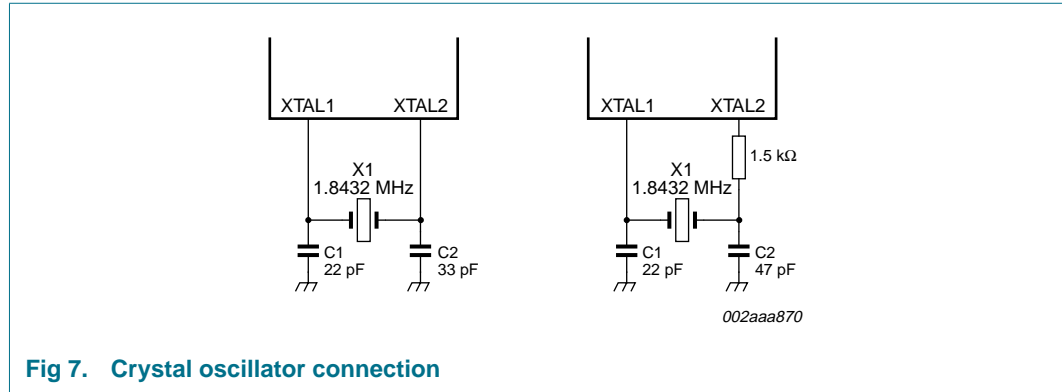 XTAL1 XTAL2
X1
1.8432 MHz
C1
22 pF
C2
33 pF
XTAL1 XTAL2
1.5 kΩ
X1
1.8432 MHz
C1
22 pF
C2
47 pF
002aaa870
Fig 7. Crystal oscillator connection